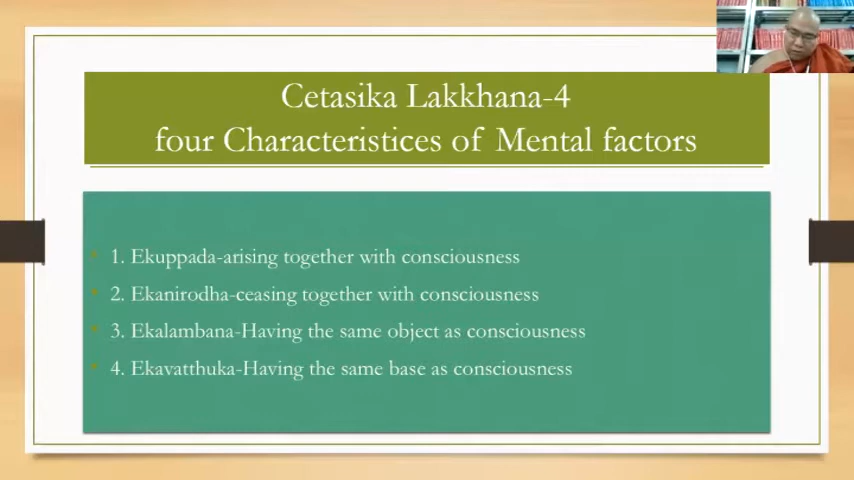 Cetasika Lakkhana-4
four Characteristices of Mental factors
1. Ekuppada-arising together with consciousness
2. Ekanirodha-ceasing together with consciousness
3. Ekalambana-Having the same object as consciousness
4. Ekavatthuka-Having the same base as consciousness